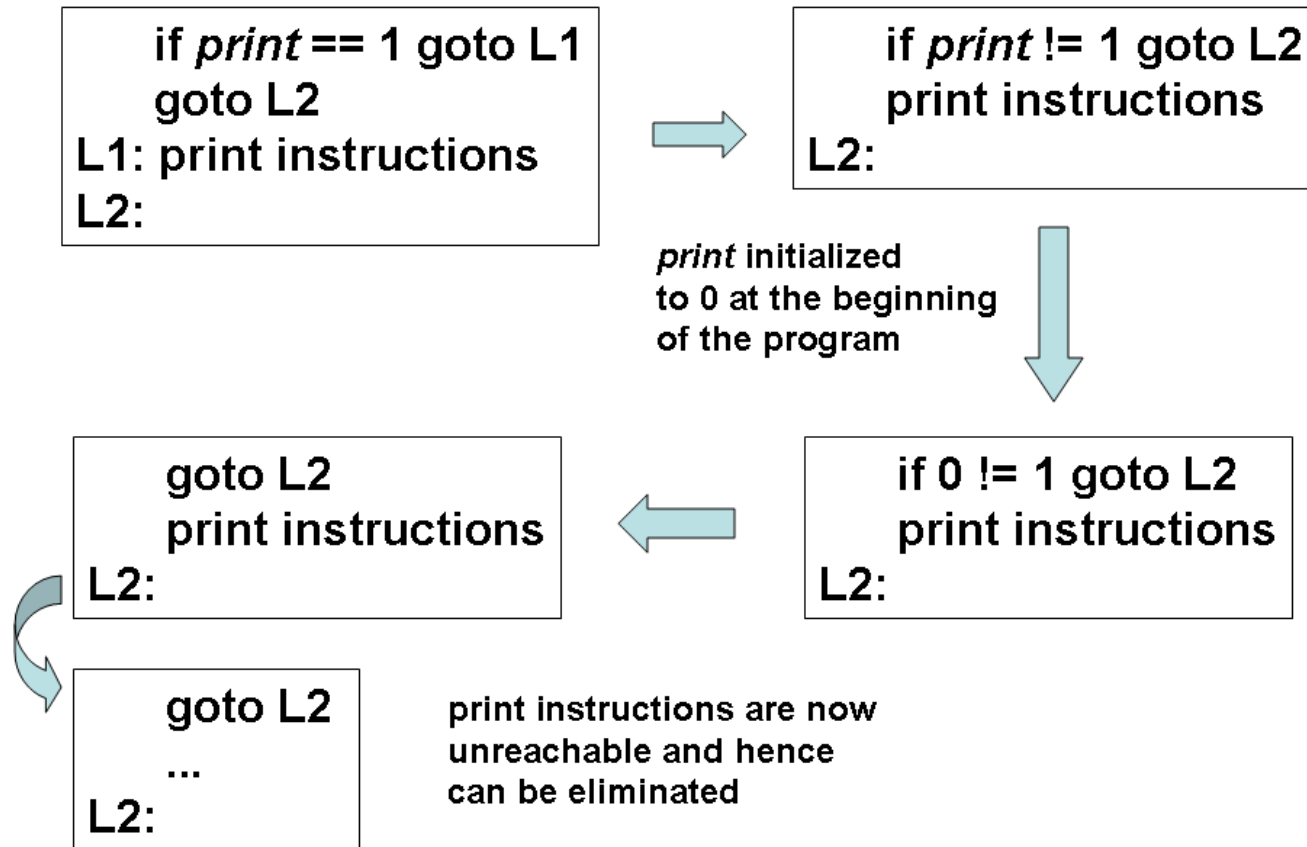 if print == 1 goto L1
goto L2
L1: print instructions
L2:
if print != 1 goto L2
print instructions
L2:
print initialized
to 0 at the beginning
of the program
if 0 != 1 goto L2
print instructions
L2:
goto L2
print instructions
L2:
goto L2
...
L2:
print instructions are now
unreachable and hence
can be eliminated